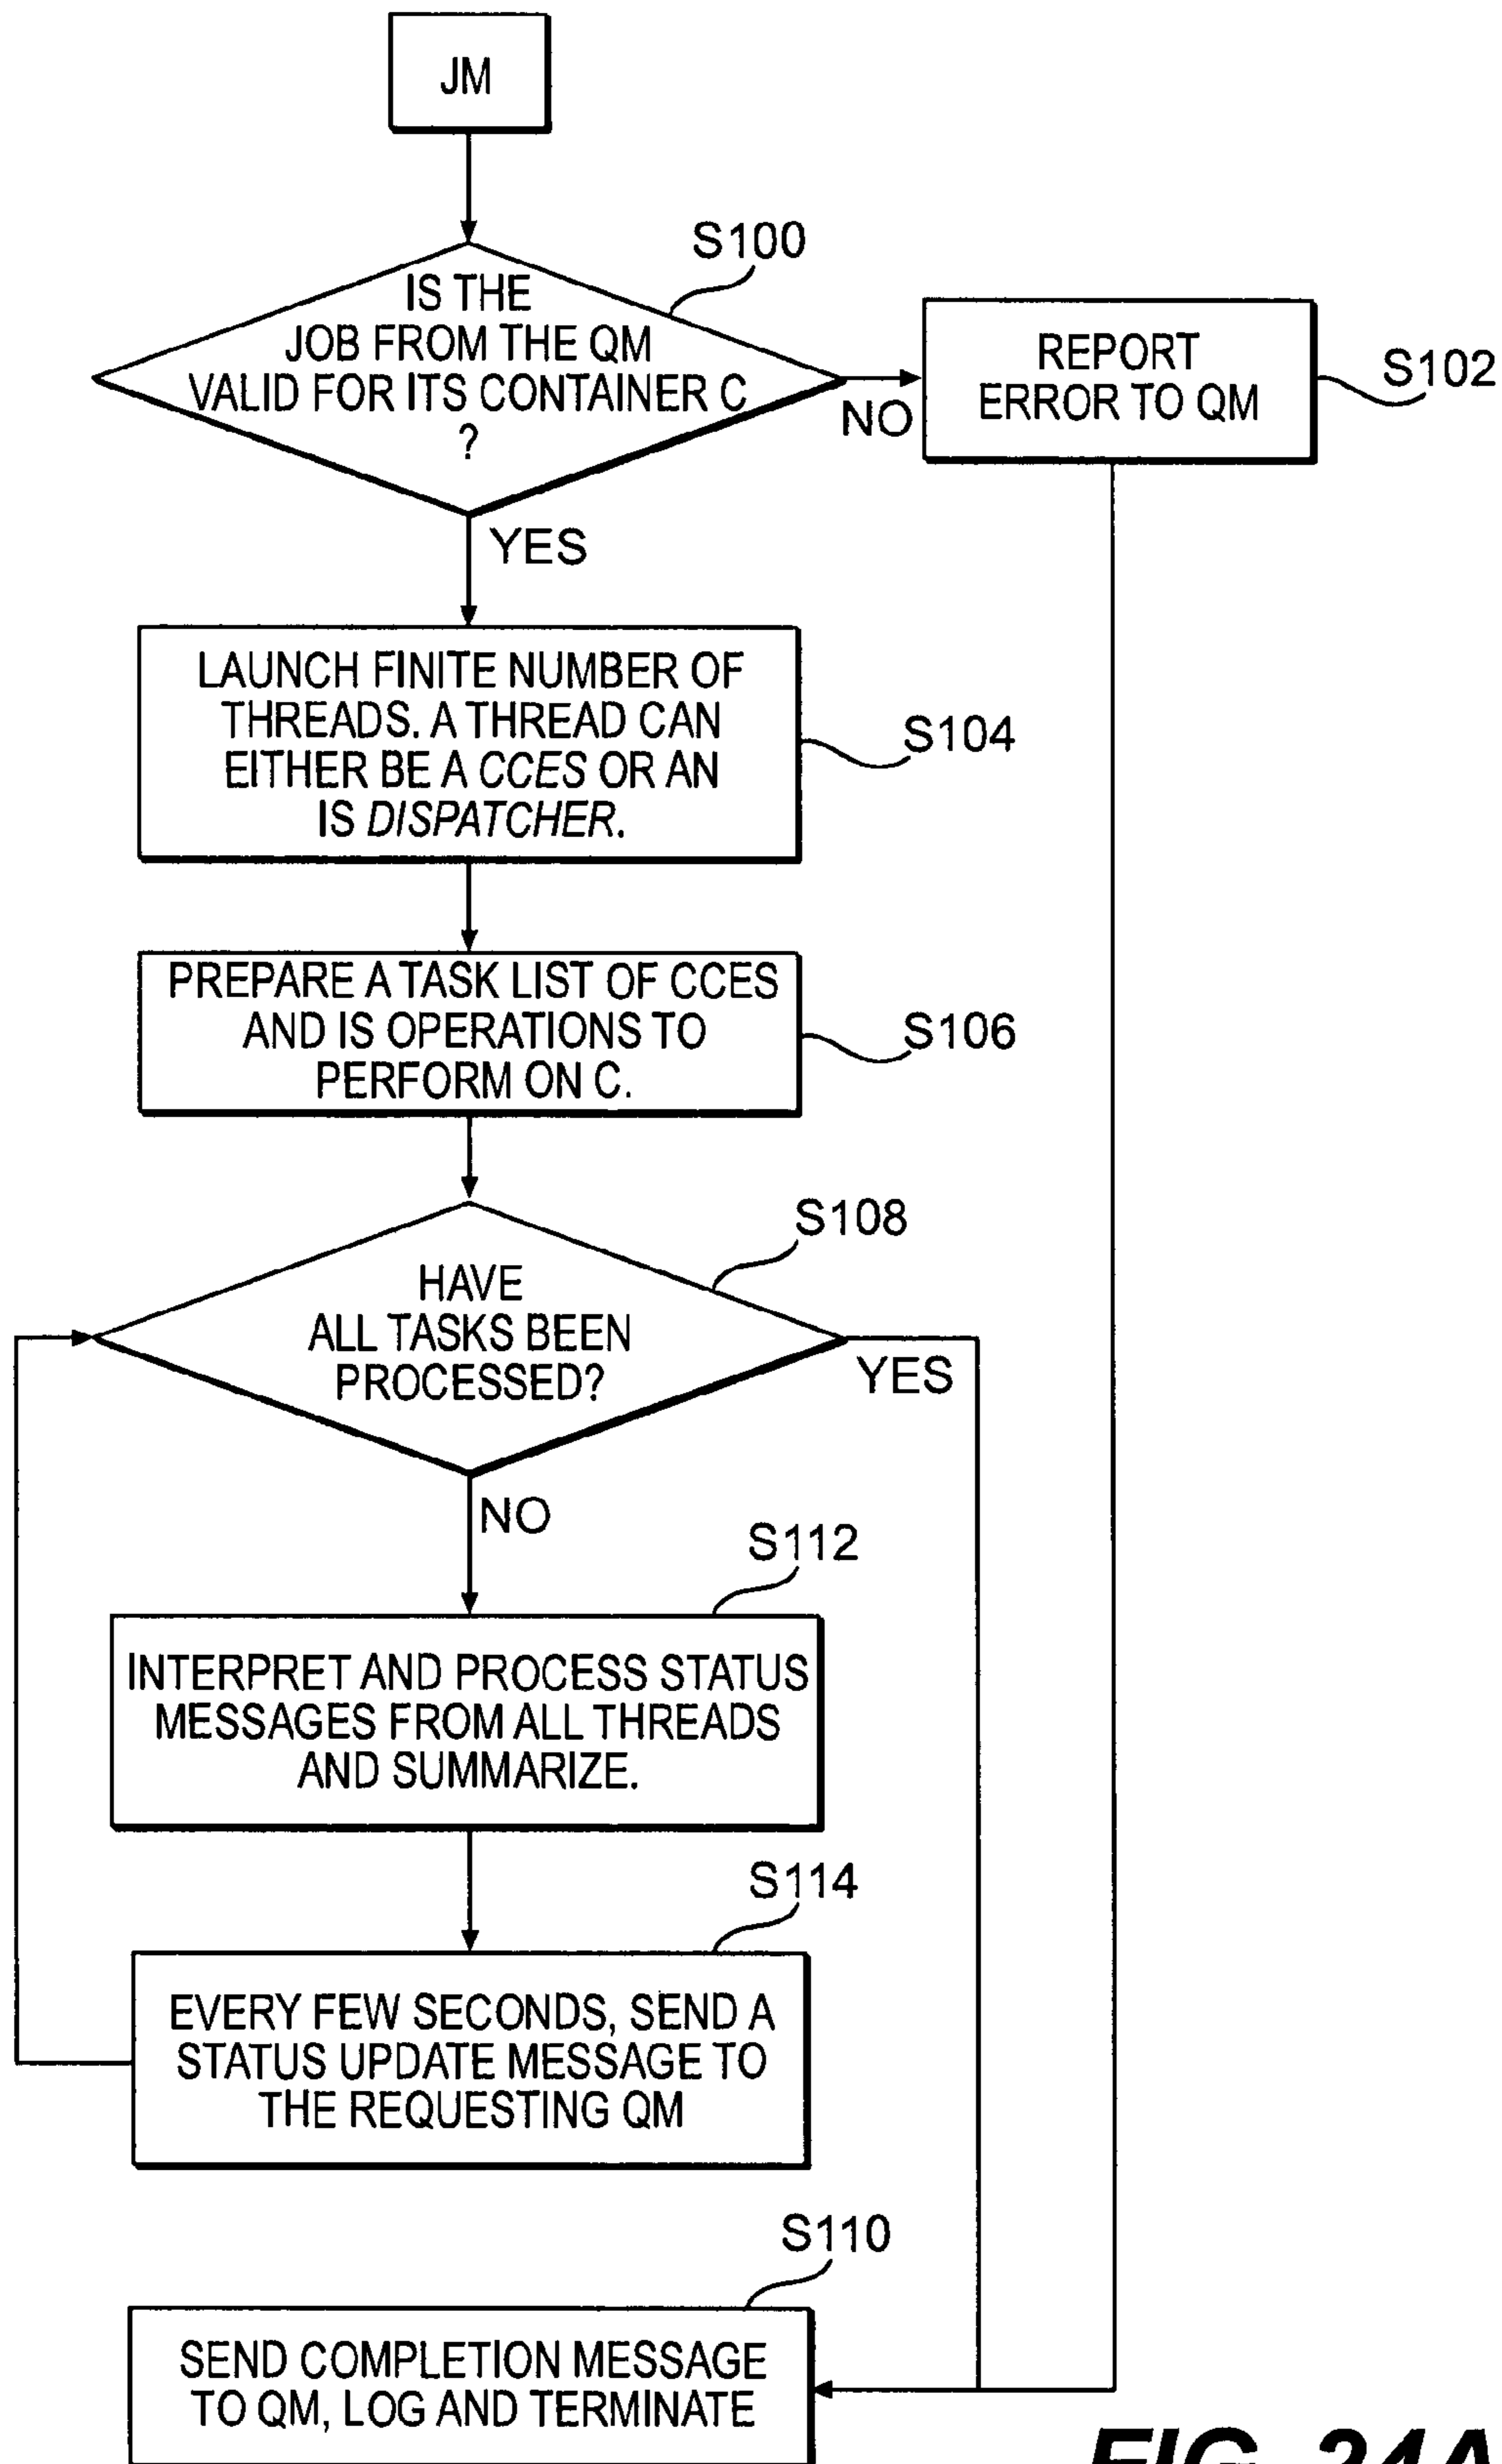 JM
S100
IS THE
JOB FROM THE QM
VALID FOR ITS CONTAINER C
?
NO
REPORT
ERROR TO QM
S102
YES
LAUNCH FINITE NUMBER OF
THREADS. A THREAD CAN
EITHER BE A CCES OR AN
IS DISPATCHER.
S104
PREPARE A TASK LIST OF CCES
AND IS OPERATIONS TO
PERFORM ON C.
S106
S108
HAVE
ALL TASKS BEEN
PROCESSED?
YES
NO
S112
INTERPRET AND PROCESS STATUS
MESSAGES FROM ALL THREADS
AND SUMMARIZE.
S114
EVERY FEW SECONDS, SEND A
STATUS UPDATE MESSAGE TO
THE REQUESTING QM
S110
SEND COMPLETION MESSAGE
TO QM, LOG AND TERMINATE
FIG. 24A